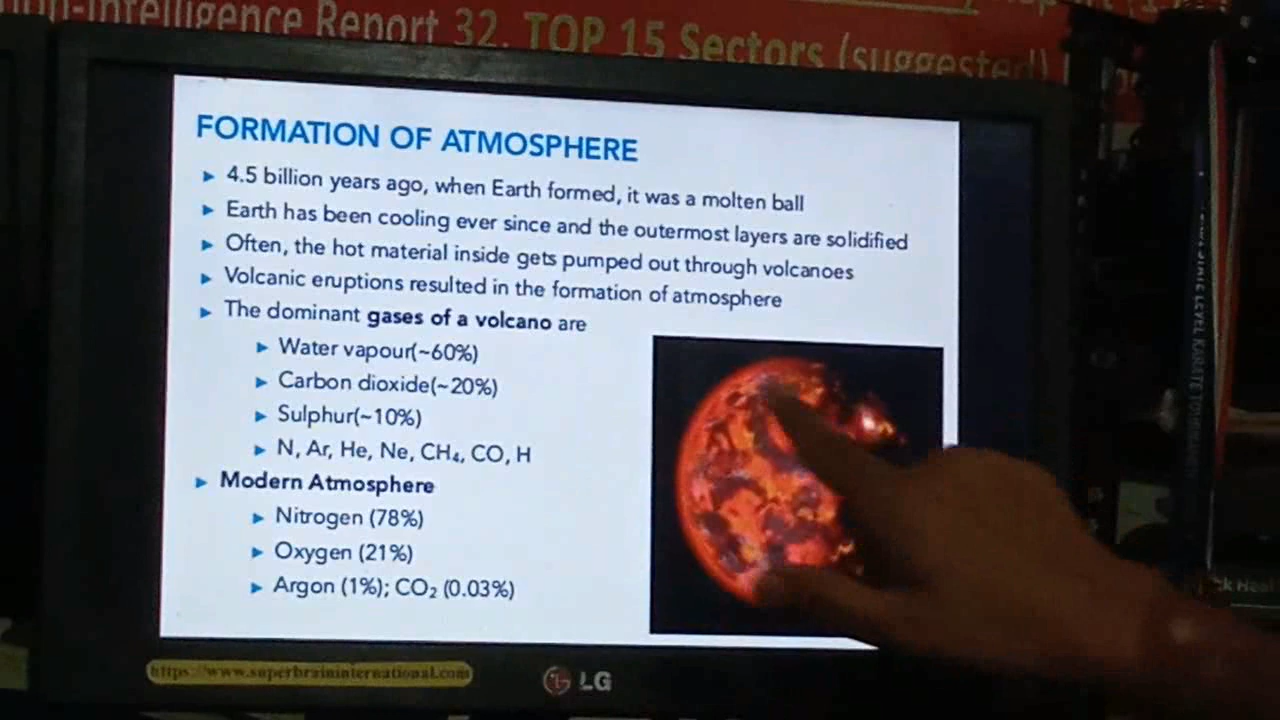 Intelligence Report 32. TOP 15 Sectors (suggested)
FORMATION OF ATMOSPHERE
4.5 billion years ago, when Earth formed, it was a molten ball
Earth has been cooling ever since and the outermost layers are solidified
Often, the hot material inside gets pumped out through volcanoes
Volcanic eruptions resulted in the formation of atmosphere
The dominant gases of a volcano are
Water vapour(~60%)
Carbon dioxide(~20%)
Sulphur(~10%)
N, Ar, He, Ne, CH₄, CO, H
Modern Atmosphere
Nitrogen (78%)
Oxygen (21%)
Argon (1%); CO₂ (0.03%)
https://www.superbraininternational.com
LG
LEVEL KARATE